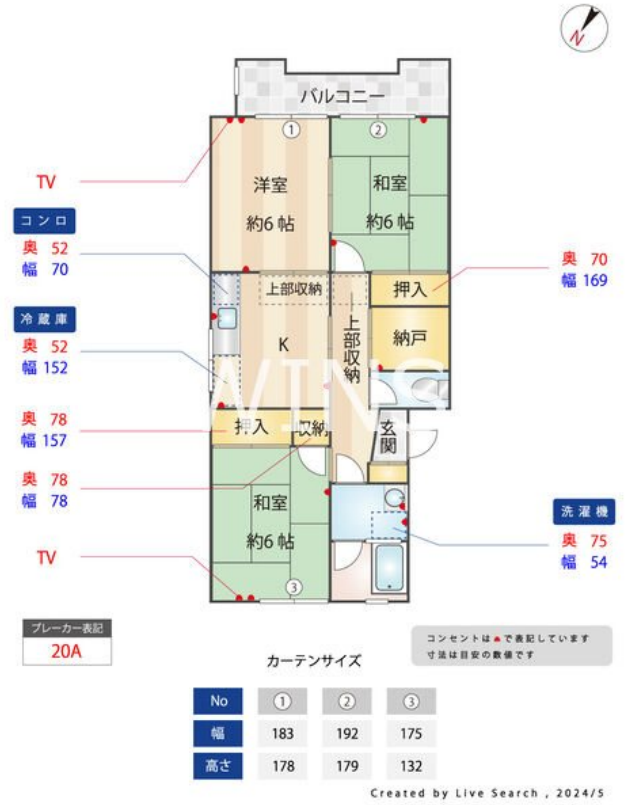 N
バルコニー
①
②
TV
洋室
約6帖
和室
約6帖
コンロ
奥 52
幅 70
奥 70
幅 169
上部収納
押入
冷蔵庫
奥 52
幅 152
K
上部収納
納戸
WINS
奥 78
幅 157
押入
収納
玄関
奥 78
幅 78
和室
約6帖
洗濯機
奥 75
幅 54
TV
③
ブレーカー表記
20A
コンセントは▲で表記しています
寸法は目安の数値です
カーテンサイズ
No ① ② ③
幅 183 192 175
高さ 178 179 132
Created by Live Search , 2024/5